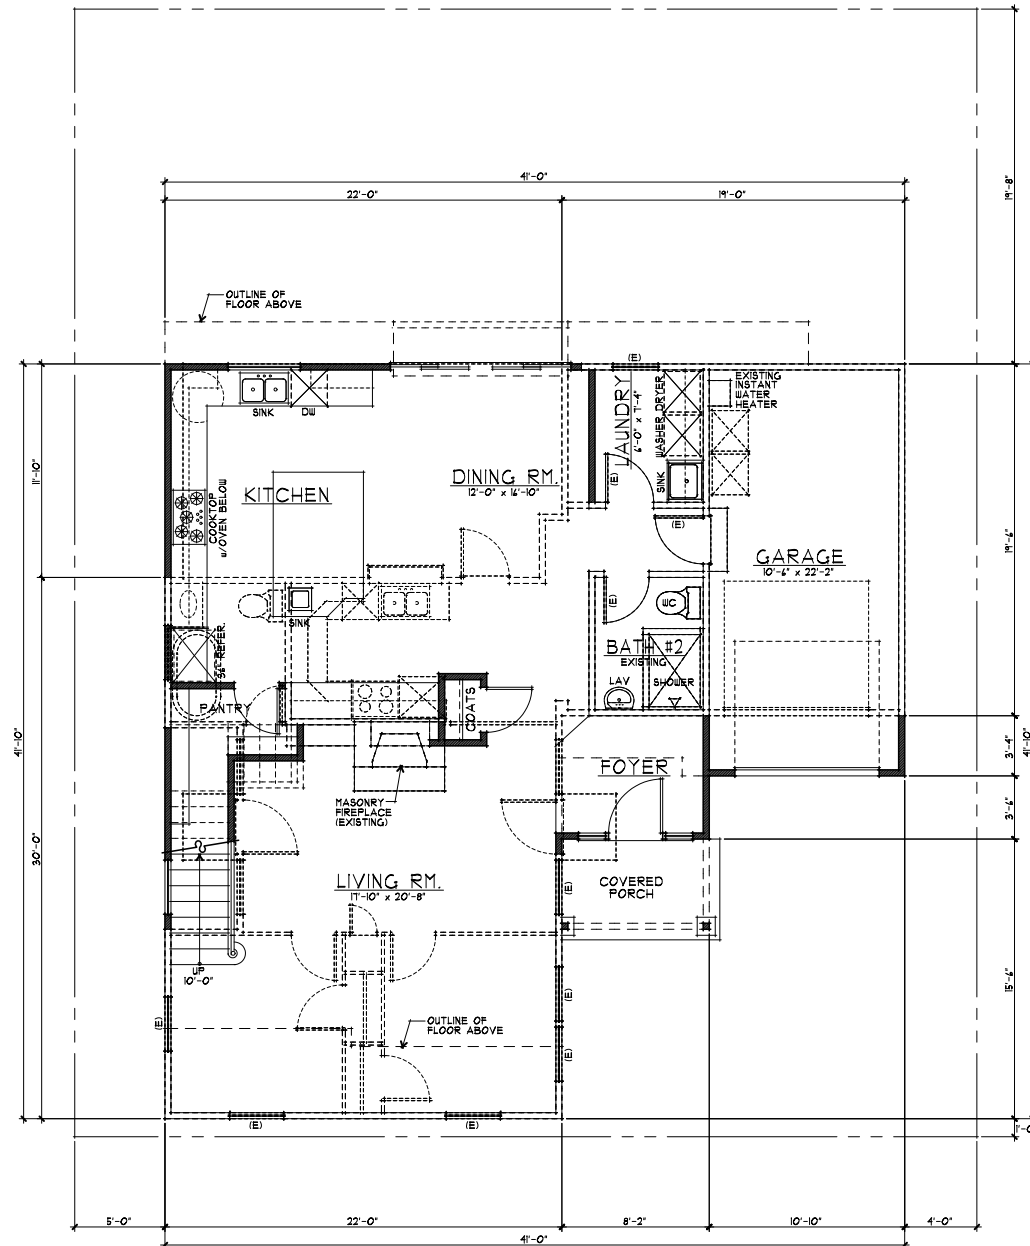 41'-0"
22'-0"
19'-0"
19'-8"
OUTLINE OF
FLOOR ABOVE
(E)
EXISTING
INSTANT
WATER
HEATER
SINK
DW
LAUNDRY
6'-0" x 7'-4"
WASHER DRYER
SINK
(E)
(E)
11'-10"
KITCHEN
DINING RM.
12'-0" x 16'-10"
COOKTOP
w/OVEN BELOW
GARAGE
10'-6" x 22'-2"
19'-6"
(E)
WC
SINK
36" REFER.
BATH #2
EXISTING
LAV
SHOWER
PANTRY
COATS
41'-10"
3'-4"
41'-10"
FOYER
MASONRY
FIREPLACE
(EXISTING)
3'-6"
30'-0"
LIVING RM.
17'-10" x 20'-8"
(E)
COVERED
PORCH
UP
10'-0"
15'-6"
(E)
(E)
OUTLINE OF
FLOOR ABOVE
(E)
(E)
(E)
1'-0"
5'-0"
22'-0"
8'-2"
10'-10"
4'-0"
41'-0"